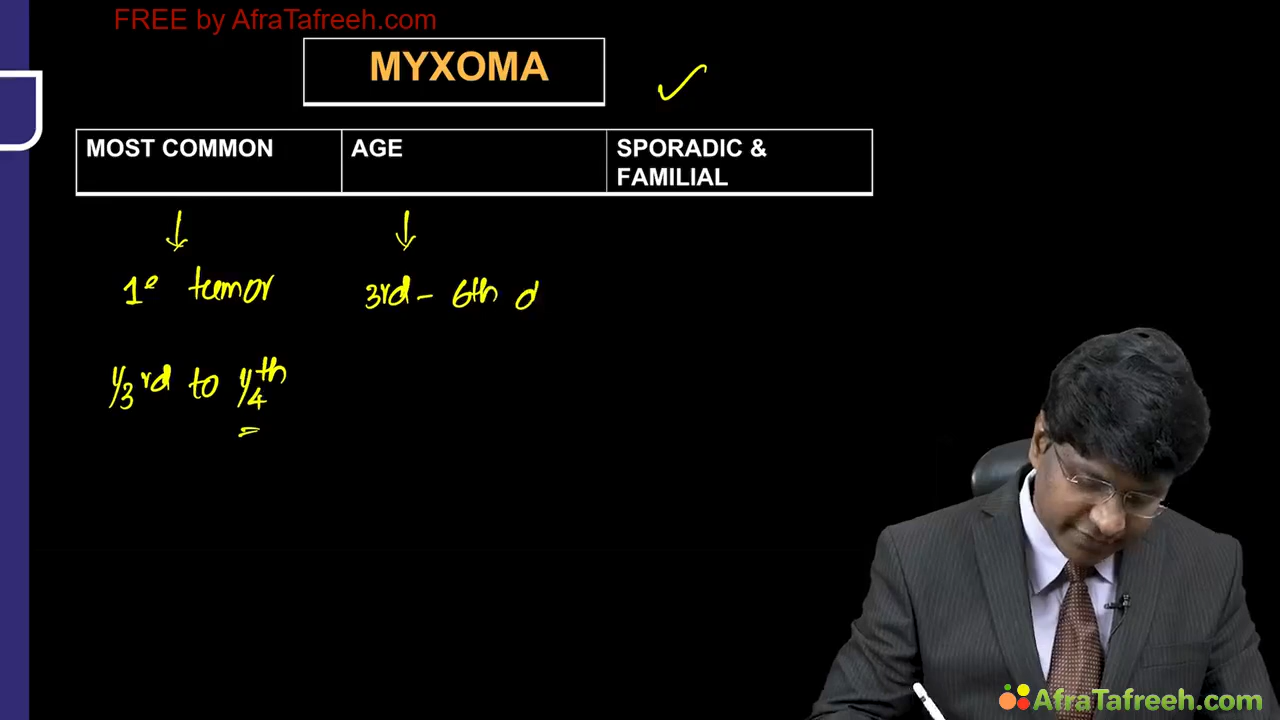 FREE by AfraTafreeh.com
MYXOMA
MOST COMMON
AGE
SPORADIC &
FAMILIAL
1° tumor
3rd - 6th d
1/3rd to 1/4th
AfraTafreeh.com